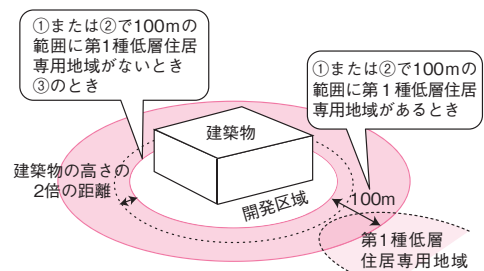 ①または②で100mの
範囲に第1種低層住居
専用地域がないとき
③のとき
①または②で100mの
範囲に第1種低層住居
専用地域があるとき
建築物
建築物の高さの
2倍の距離
開発区域
100m
第1種低層
住居専用地域